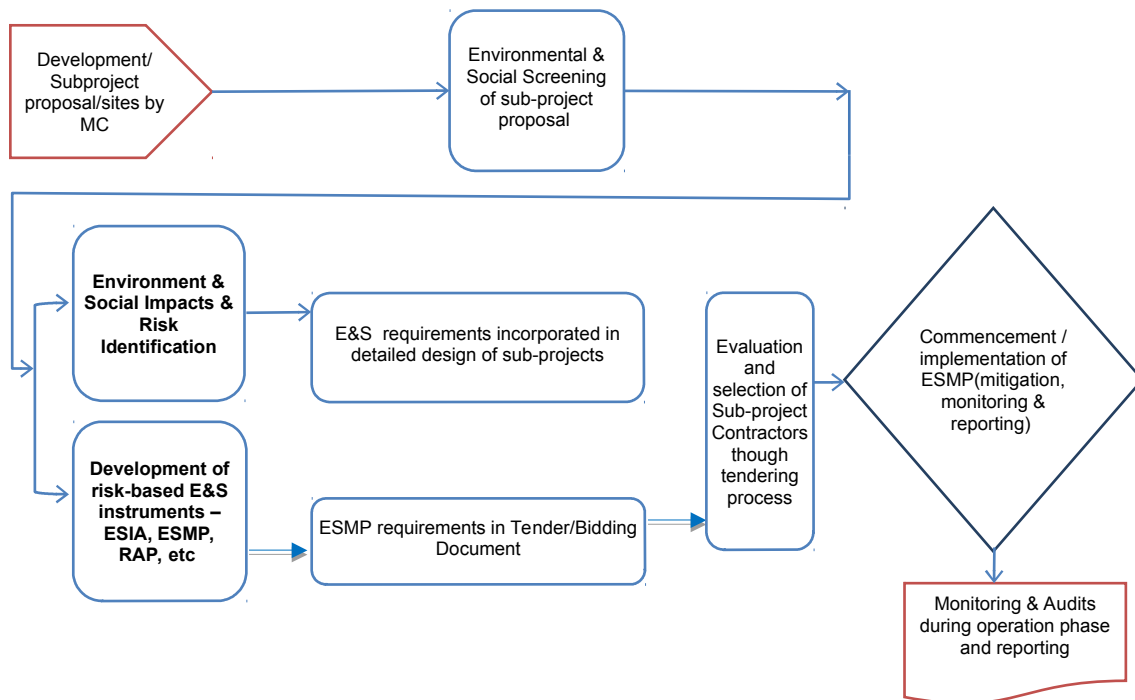 Development/
Subproject
proposal/sites by
MC
Environmental &
Social Screening
of sub-project
proposal
Environment &
Social Impacts &
Risk
Identification
E&S requirements incorporated in
detailed design of sub-projects
Development of
risk-based E&S
instruments –
ESIA, ESMP,
RAP, etc
ESMP requirements in Tender/Bidding
Document
Evaluation
and
selection of
Sub-project
Contractors
though
tendering
process
Commencement /
implementation of
ESMP(mitigation,
monitoring &
reporting)
Monitoring & Audits
during operation phase
and reporting